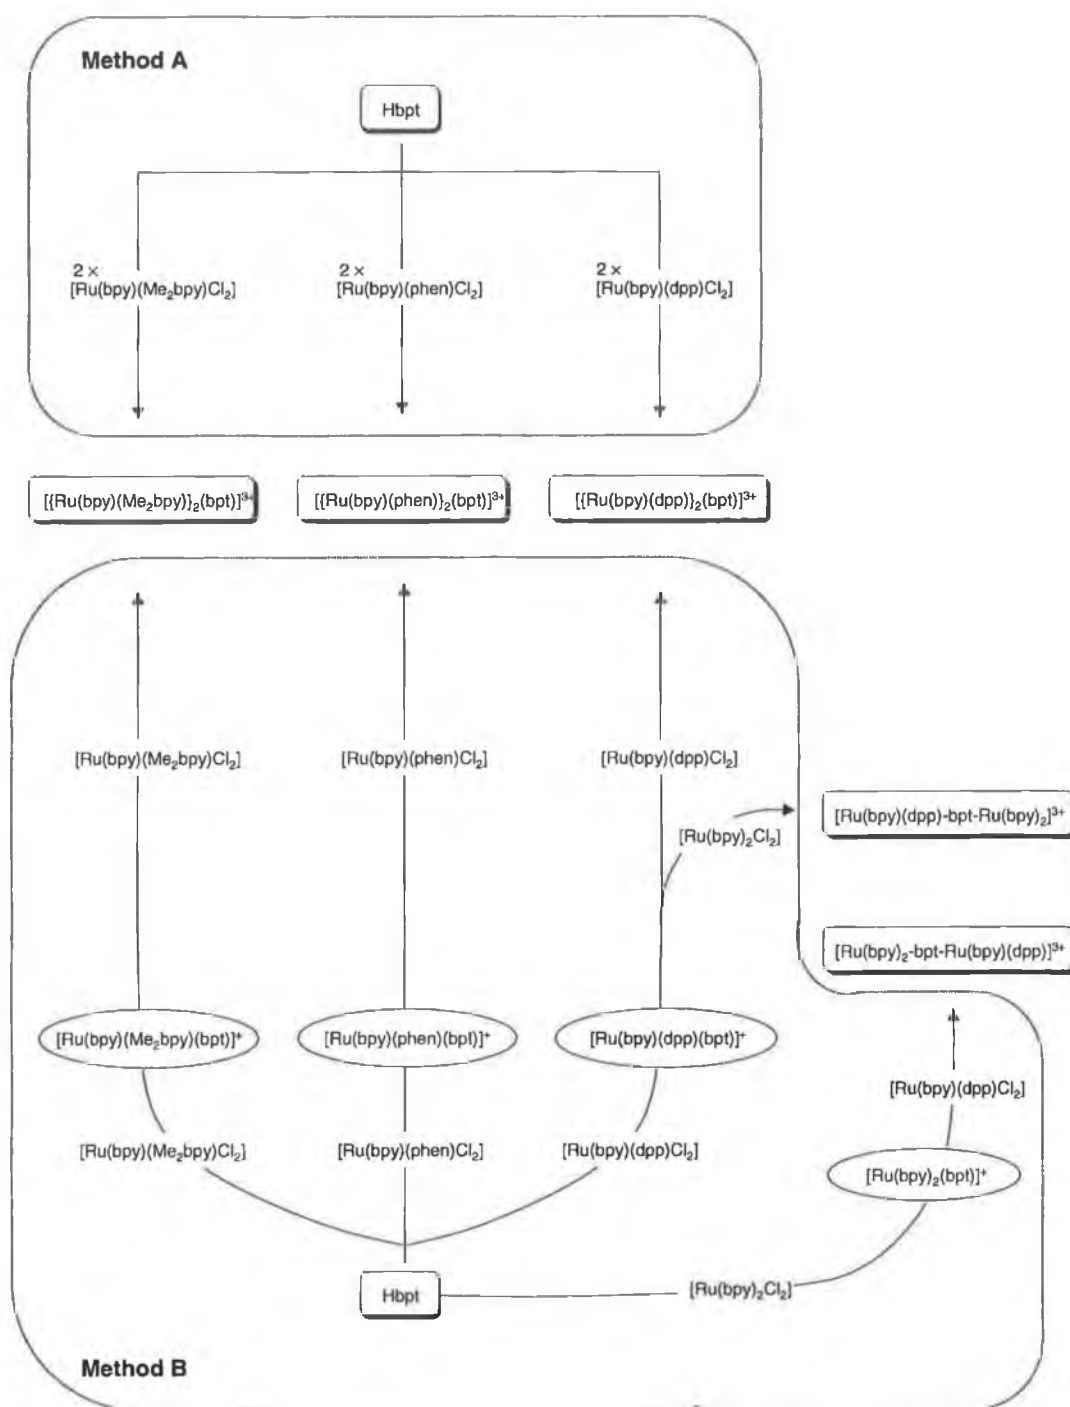 Method A
Hbpt
2 × 2 × 2 ×
[Ru(bpy)(Me₂bpy)Cl₂] [Ru(bpy)(phen)Cl₂] [Ru(bpy)(dpp)Cl₂]
[{Ru(bpy)(Me₂bpy)}₂(bpt)]³⁺ [{Ru(bpy)(phen)}₂(bpt)]³⁺ [{Ru(bpy)(dpp)}₂(bpt)]³⁺
[Ru(bpy)(Me₂bpy)Cl₂] [Ru(bpy)(phen)Cl₂] [Ru(bpy)(dpp)Cl₂]
[Ru(bpy)(dpp)-bpt-Ru(bpy)₂]³⁺
[Ru(bpy)₂Cl₂]
[Ru(bpy)₂-bpt-Ru(bpy)(dpp)]³⁺
[Ru(bpy)(Me₂bpy)(bpt)]⁺ [Ru(bpy)(phen)(bpt)]⁺ [Ru(bpy)(dpp)(bpt)]⁺
[Ru(bpy)(dpp)Cl₂]
[Ru(bpy)(Me₂bpy)Cl₂] [Ru(bpy)(phen)Cl₂] [Ru(bpy)(dpp)Cl₂]
[Ru(bpy)₂(bpt)]⁺
Hbpt
[Ru(bpy)₂Cl₂]
Method B